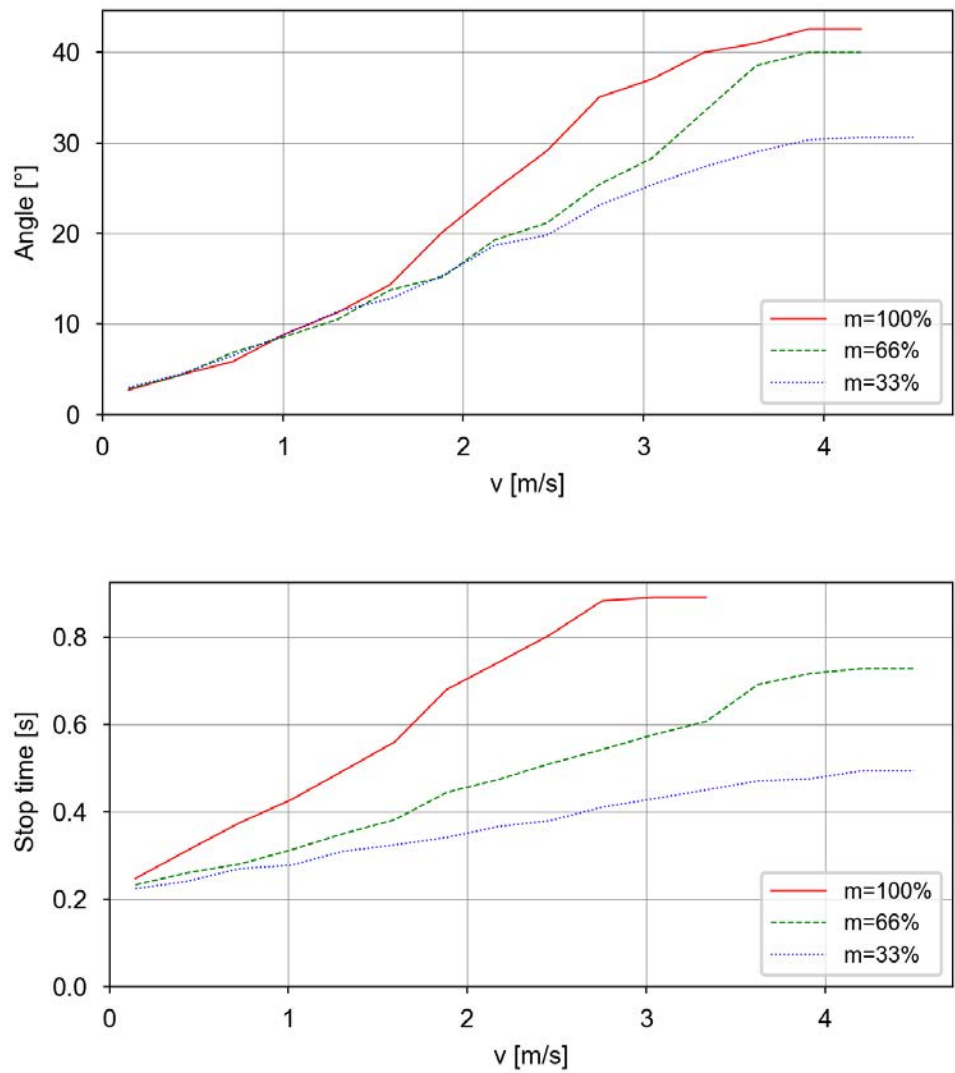 40
30
20
10
0
Angle [°]
m=100%
m=66%
m=33%
0 1 2 3 4
v [m/s]
0.8
0.6
0.4
0.2
0.0
Stop time [s]
m=100%
m=66%
m=33%
0 1 2 3 4
v [m/s]